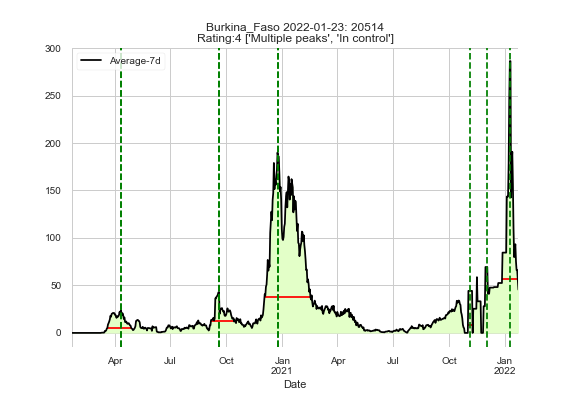 Burkina_Faso 2022-01-23: 20514
Rating:4 ['Multiple peaks', 'In control']
300
Average-7d
250
200
150
100
50
0
Apr Jul Oct Jan Apr Jul Oct Jan
2021 2022
Date